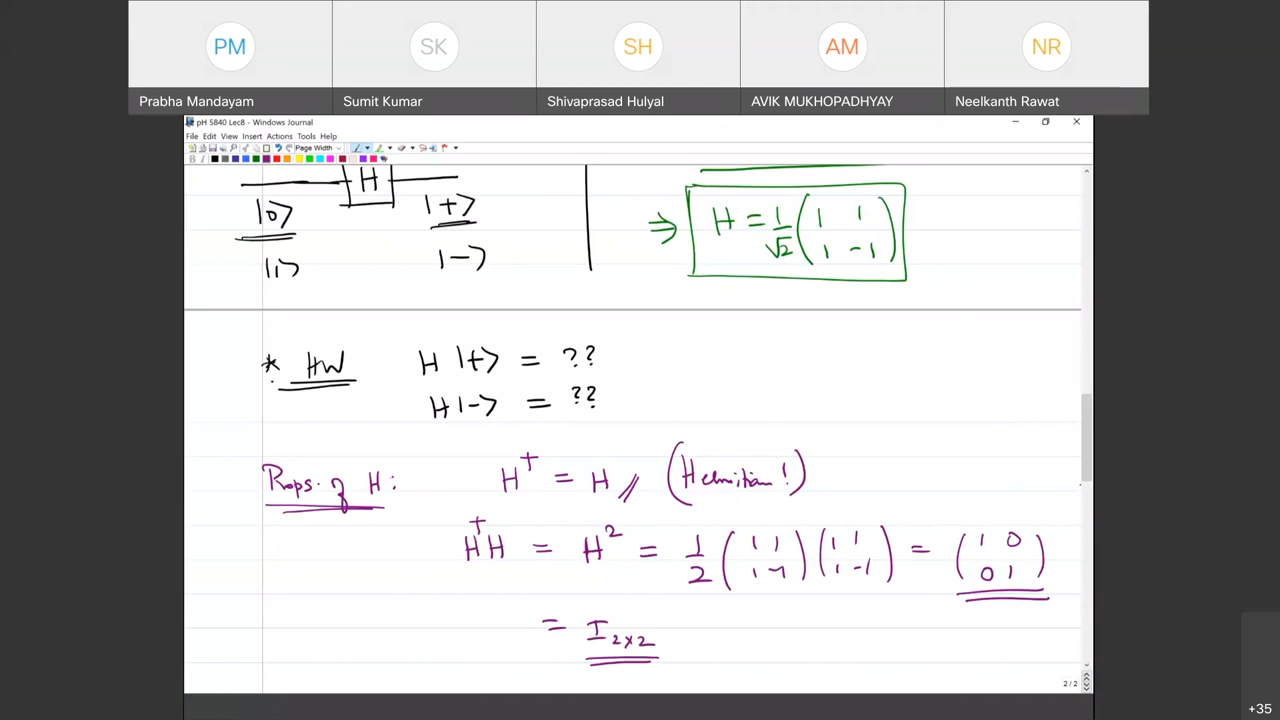 PM SK SH AM NR
Prabha Mandayam Sumit Kumar Shivaprasad Hulyal AVIK MUKHOPADHYAY Neelkanth Rawat
pH 5840 Lec8 - Windows Journal
File Edit View Insert Actions Tools Help
Page Width
H
|0> |+>
|1> |->
⇒ H = 1/√2 (1 1
1 -1)
* HW H |+> = ??
H |-> = ??
Props. of H: H† = H // (Hermitian!)
H†H = H² = 1/2 (1 1 (1 1 = (1 0
1 -1) 1 -1) 0 1)
= I 2x2
2 / 2
+35